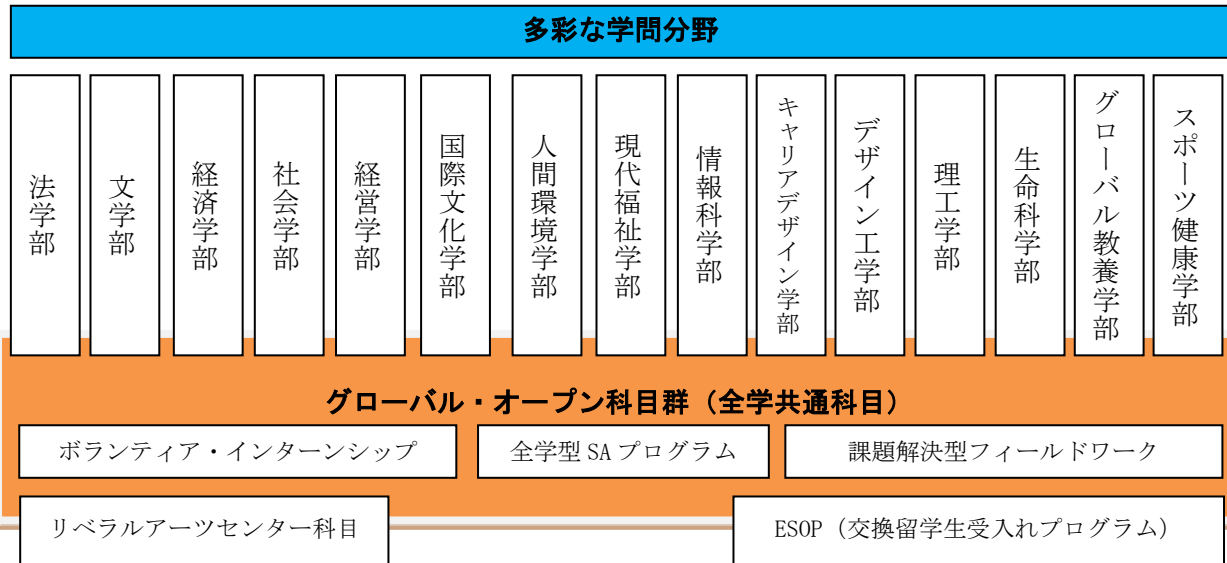 多彩な学問分野
法学部
文学部
経済学部
社会学部
経営学部
国際文化学部
人間環境学部
現代福祉学部
情報科学部
キャリアデザイン学部
デザイン工学部
理工学部
生命科学部
グローバル教養学部
スポーツ健康学部
グローバル・オープン科目群（全学共通科目）
ボランティア・インターンシップ
全学型 SA プログラム
課題解決型フィールドワーク
リベラルアーツセンター科目
ESOP（交換留学生受入れプログラム）